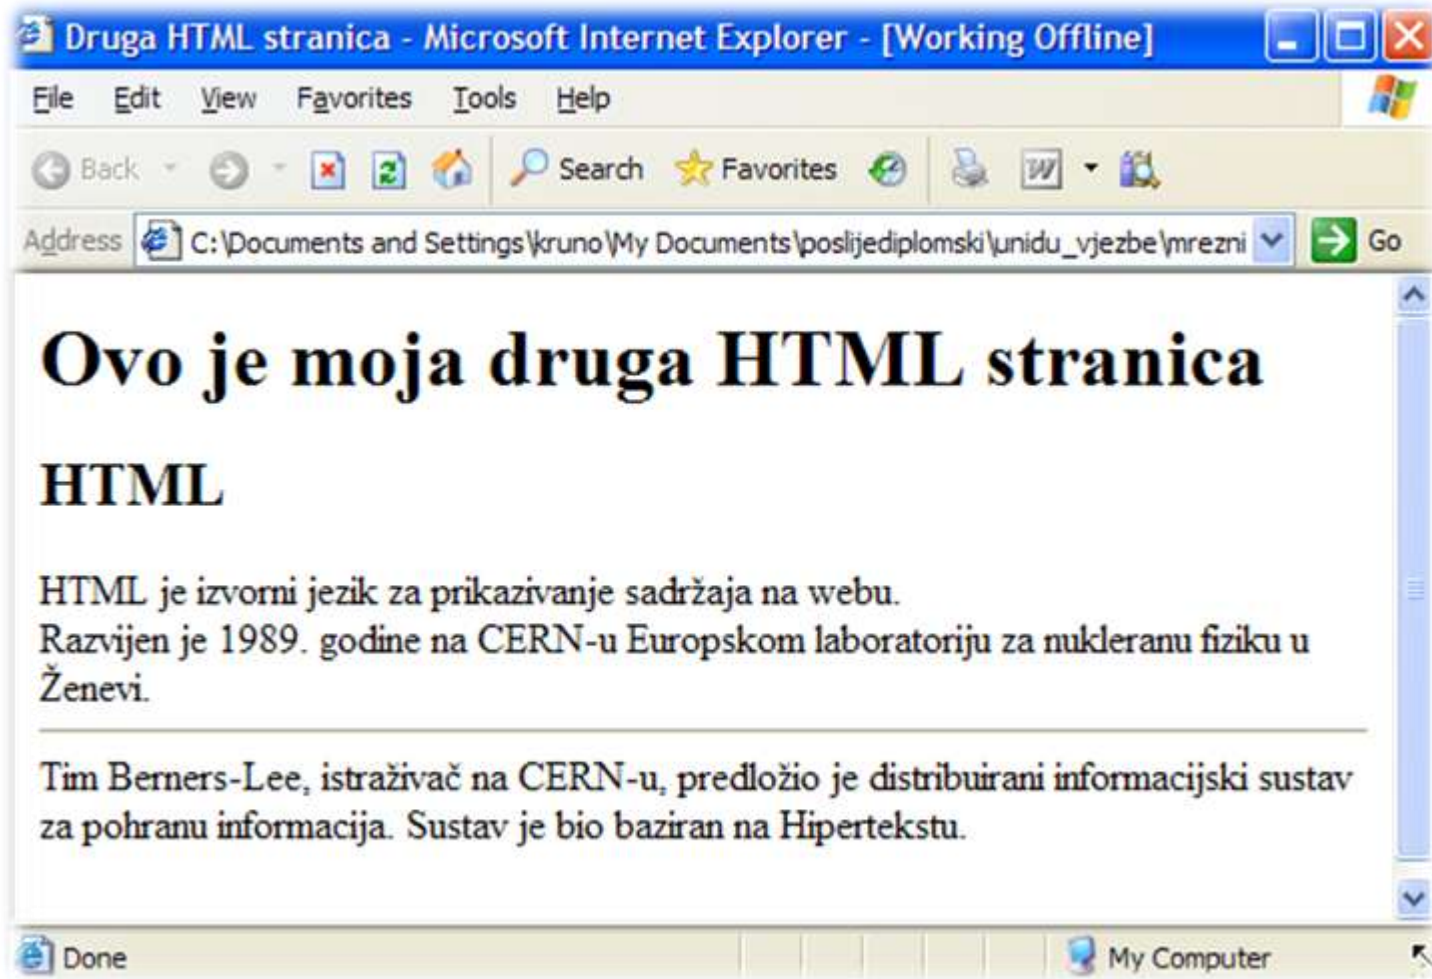 Druga HTML stranica - Microsoft Internet Explorer - [Working Offline]
File Edit View Favorites Tools Help
Back Search Favorites
Address C:\Documents and Settings\kruno\My Documents\poslijediplomski\unidu_vjezbe\mrezni Go
Ovo je moja druga HTML stranica
HTML
HTML je izvorni jezik za prikazivanje sadržaja na webu.
Razvijen je 1989. godine na CERN-u Europskom laboratoriju za nukleranu fiziku u
Ženevi.
Tim Berners-Lee, istraživač na CERN-u, predložio je distribuirani informacijski sustav
za pohranu informacija. Sustav je bio baziran na Hipertekstu.
Done My Computer